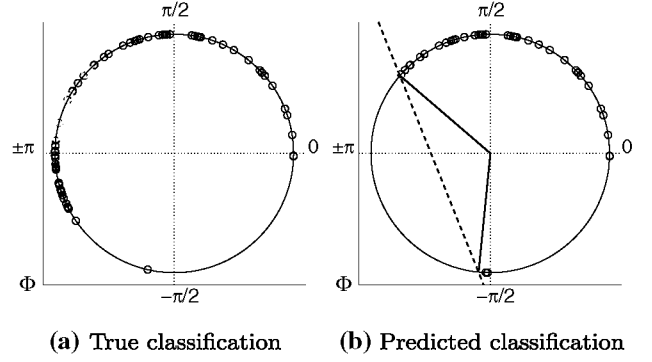 π/2 π/2
±π 0 ±π 0
Φ Φ
−π/2 −π/2
(a) True classification (b) Predicted classification